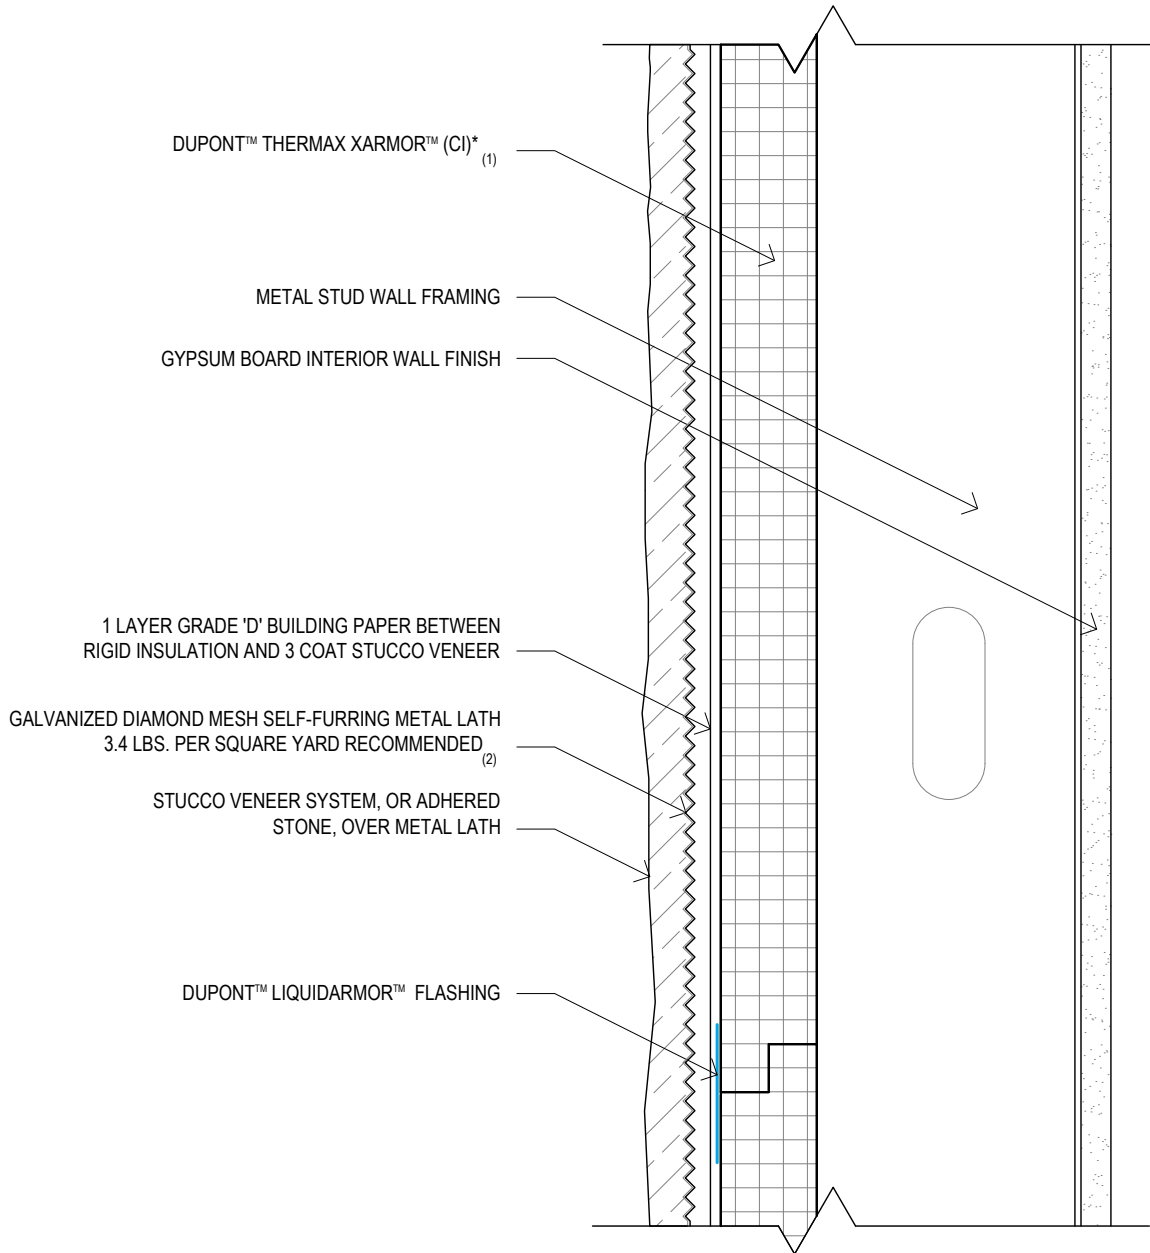 DUPONT™ THERMAX XARMOR™ (CI)* (1)
METAL STUD WALL FRAMING
GYPSUM BOARD INTERIOR WALL FINISH
1 LAYER GRADE 'D' BUILDING PAPER BETWEEN
RIGID INSULATION AND 3 COAT STUCCO VENEER
GALVANIZED DIAMOND MESH SELF-FURRING METAL LATH
3.4 LBS. PER SQUARE YARD RECOMMENDED (2)
STUCCO VENEER SYSTEM, OR ADHERED
STONE, OVER METAL LATH
DUPONT™ LIQUIDARMOR™ FLASHING